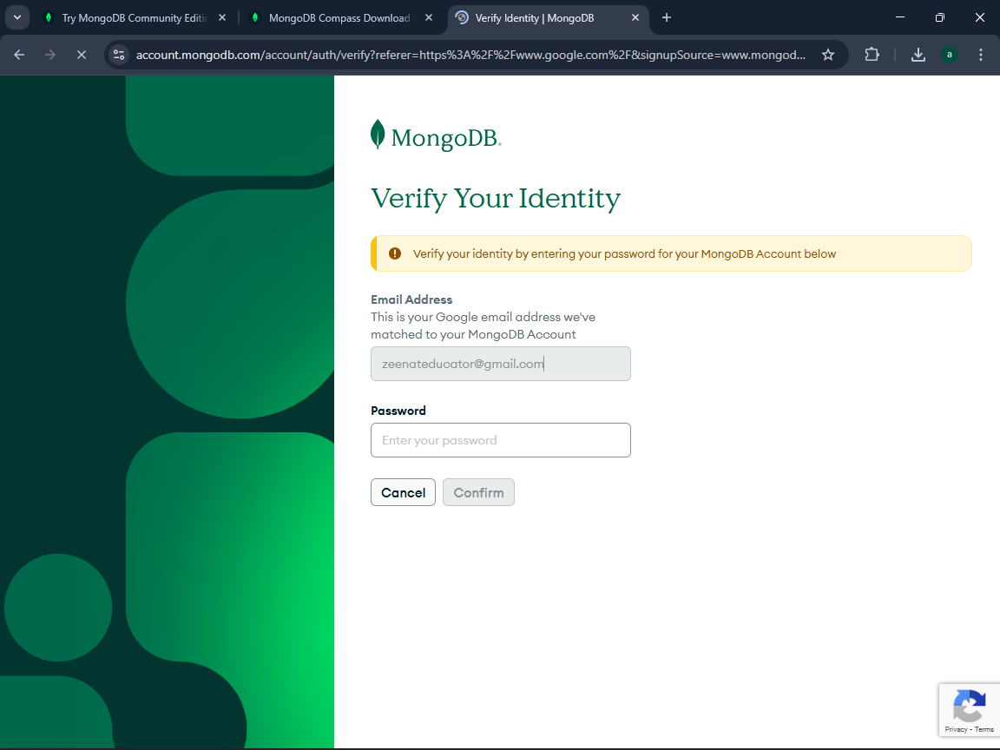 Try MongoDB Community Editi
MongoDB Compass Download
Verify Identity | MongoDB
account.mongodb.com/account/auth/verify?referer=https%3A%2F%2Fwww.google.com%2F&signupSource=www.mongod...
a
MongoDB.
Verify Your Identity
Verify your identity by entering your password for your MongoDB Account below
Email Address
This is your Google email address we've
matched to your MongoDB Account
zeenateducator@gmail.com
Password
Enter your password
Cancel Confirm
Privacy - Terms